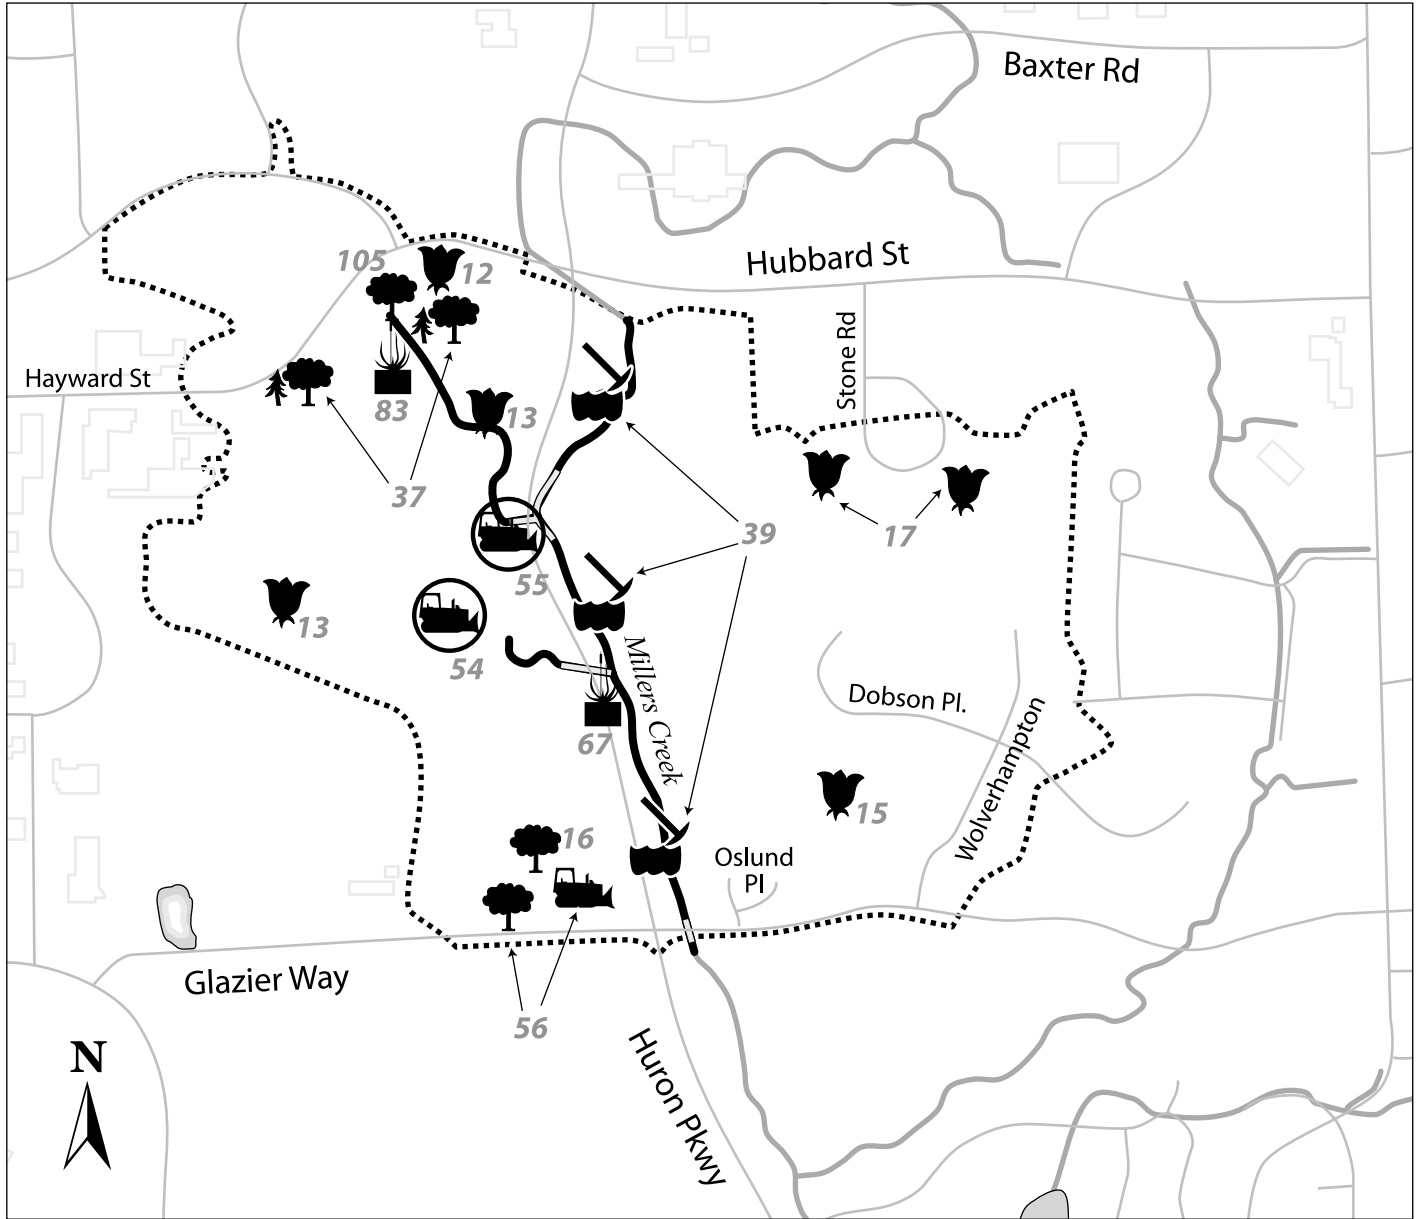 Baxter Rd
Hubbard St
105
12
Stone Rd
Hayward St
83
13
37
39
17
55
13
54
Millers Creek
Dobson Pl.
67
Wolverhampton
15
16
Oslund
Pl
Glazier Way
56
N
Huron Pkwy